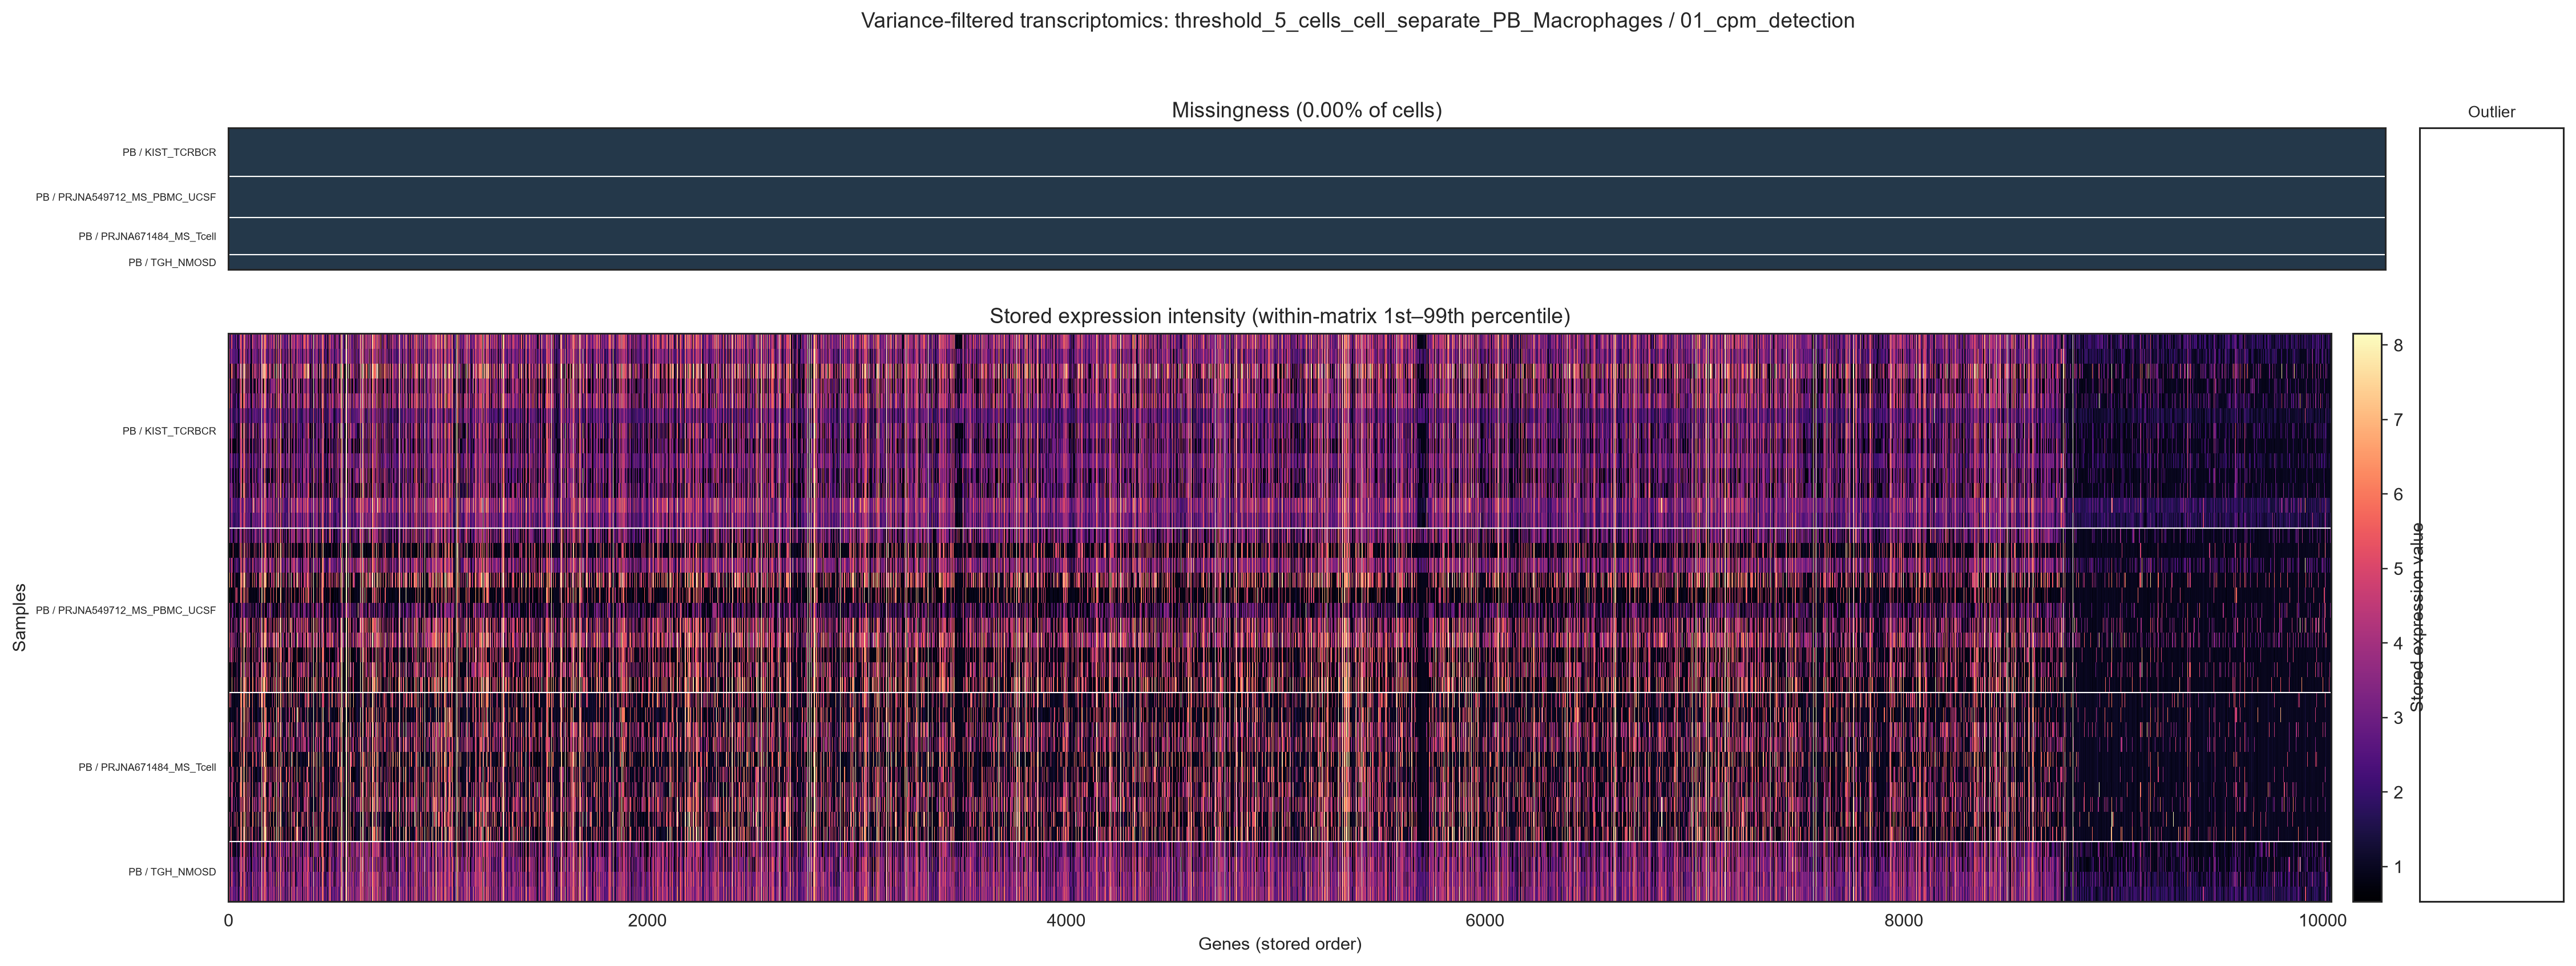 Variance-filtered transcriptomics: threshold_5_cells_cell_separate_PB_Macrophages / 01_cpm_detection
Missingness (0.00% of cells)
Outlier
PB / KIST_TCRBCR
PB / PRJNA549712_MS_PBMC_UCSF
PB / PRJNA671484_MS_Tcell
PB / TGH_NMOSD
Stored expression intensity (within-matrix 1st–99th percentile)
Samples
PB / KIST_TCRBCR
PB / PRJNA549712_MS_PBMC_UCSF
PB / PRJNA671484_MS_Tcell
PB / TGH_NMOSD
8
7
6
5
4
3
2
1
Stored expression value
0 2000 4000 6000 8000 10000
Genes (stored order)